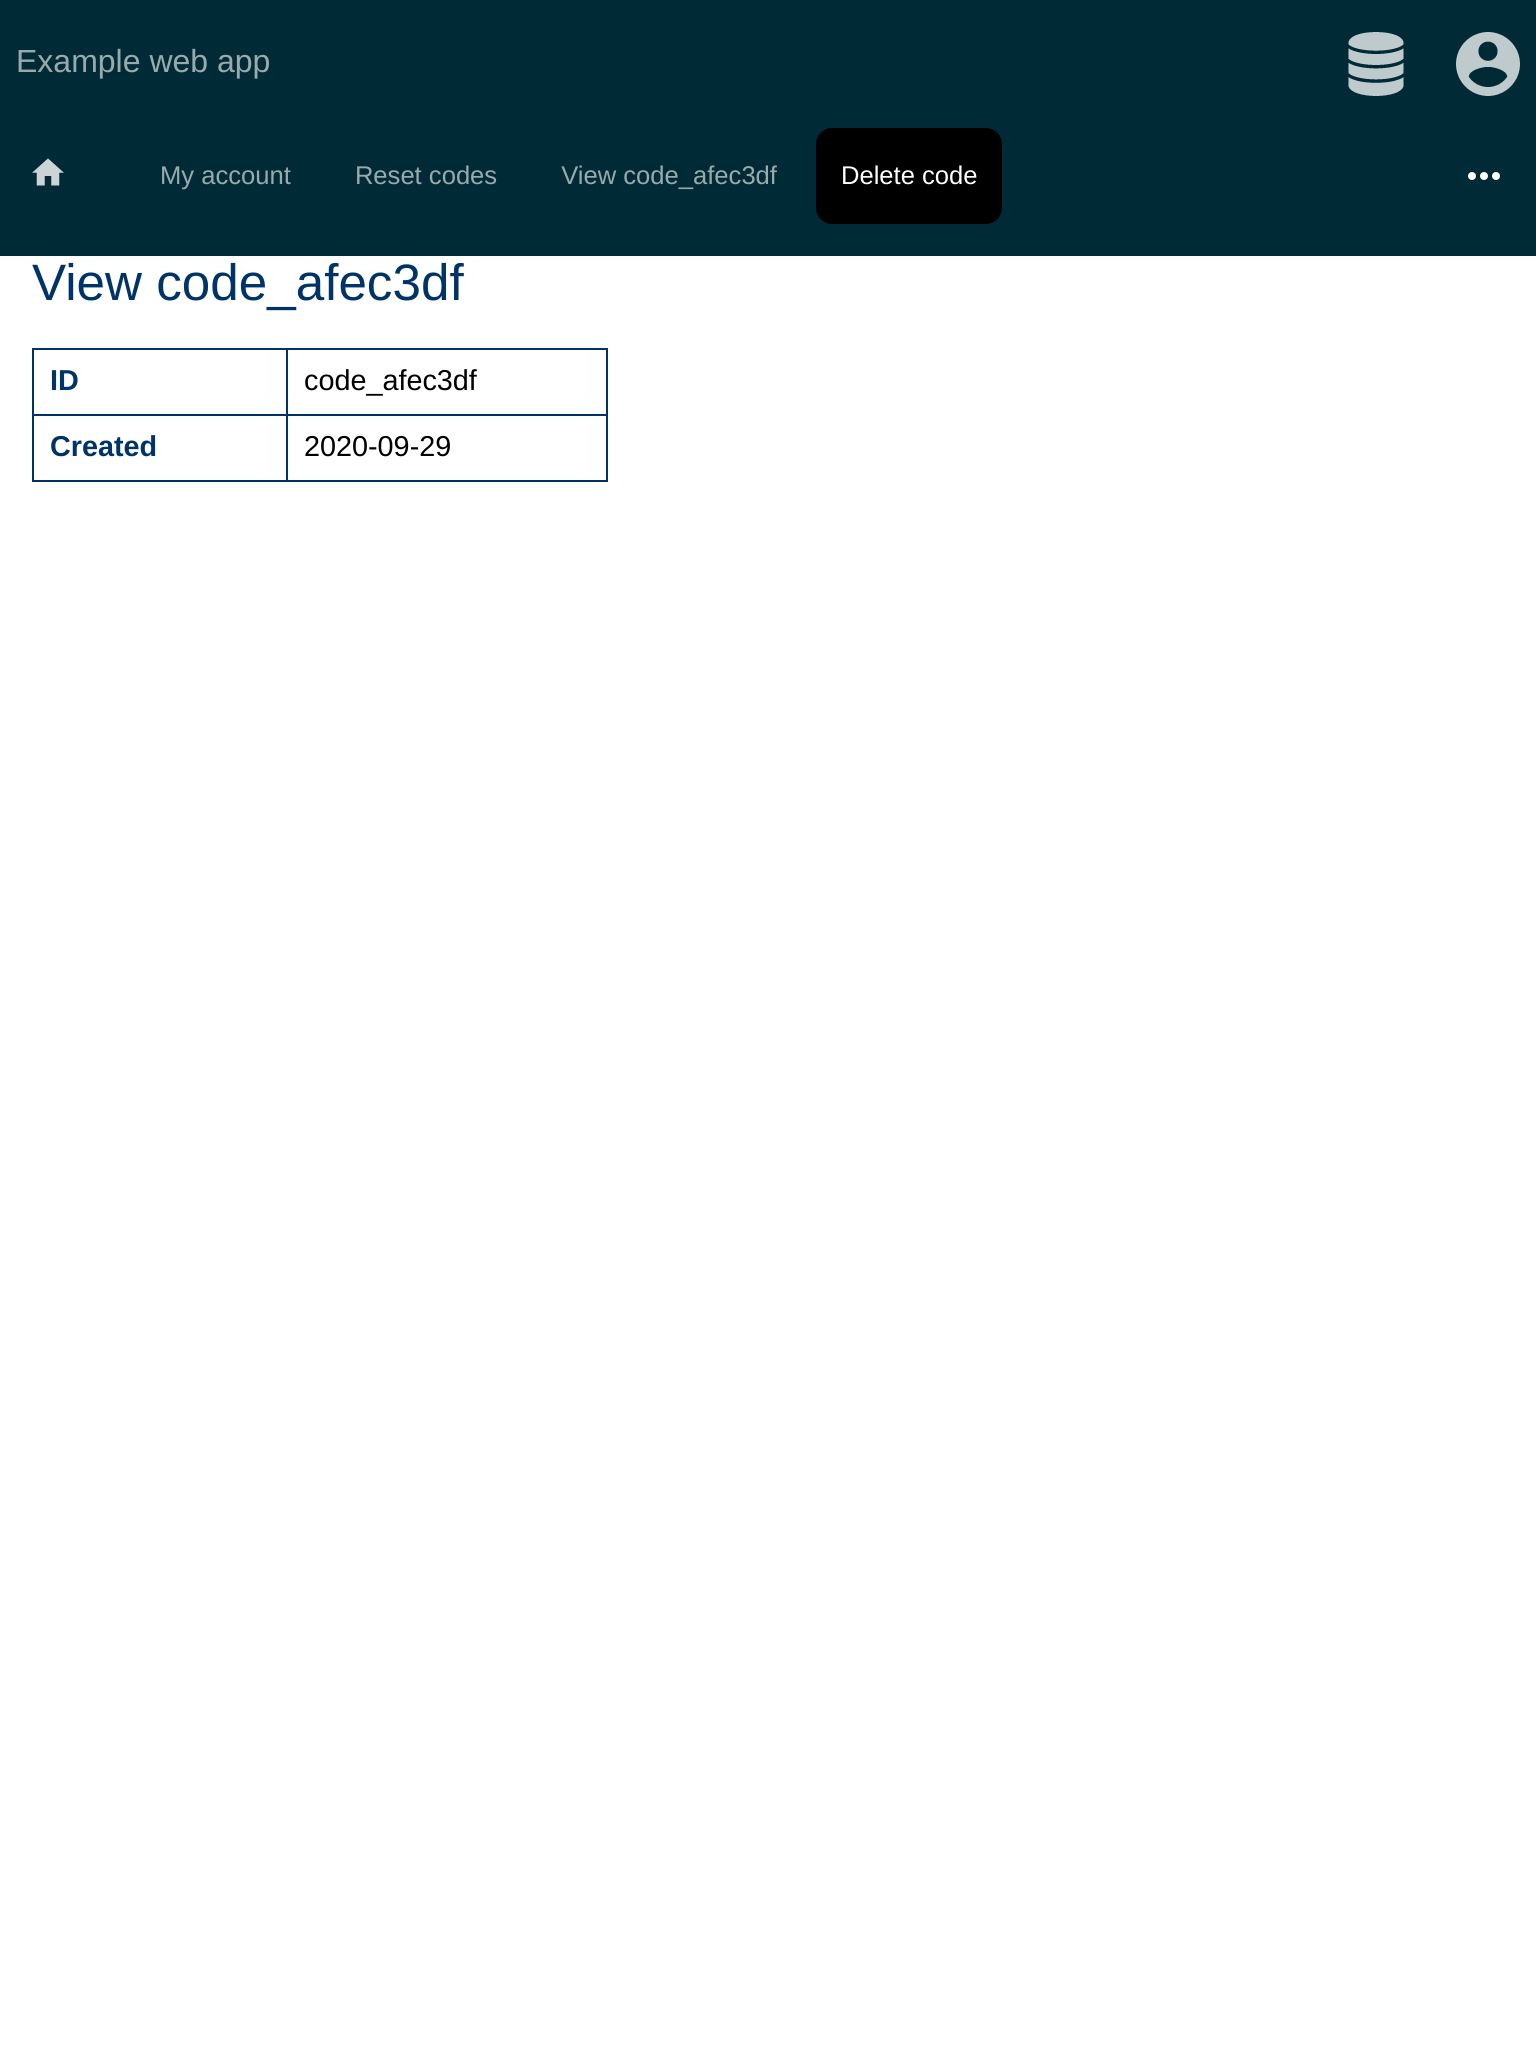 Example web app
My account Reset codes View code_afec3df Delete code
View code_afec3df
ID code_afec3df
Created 2020-09-29